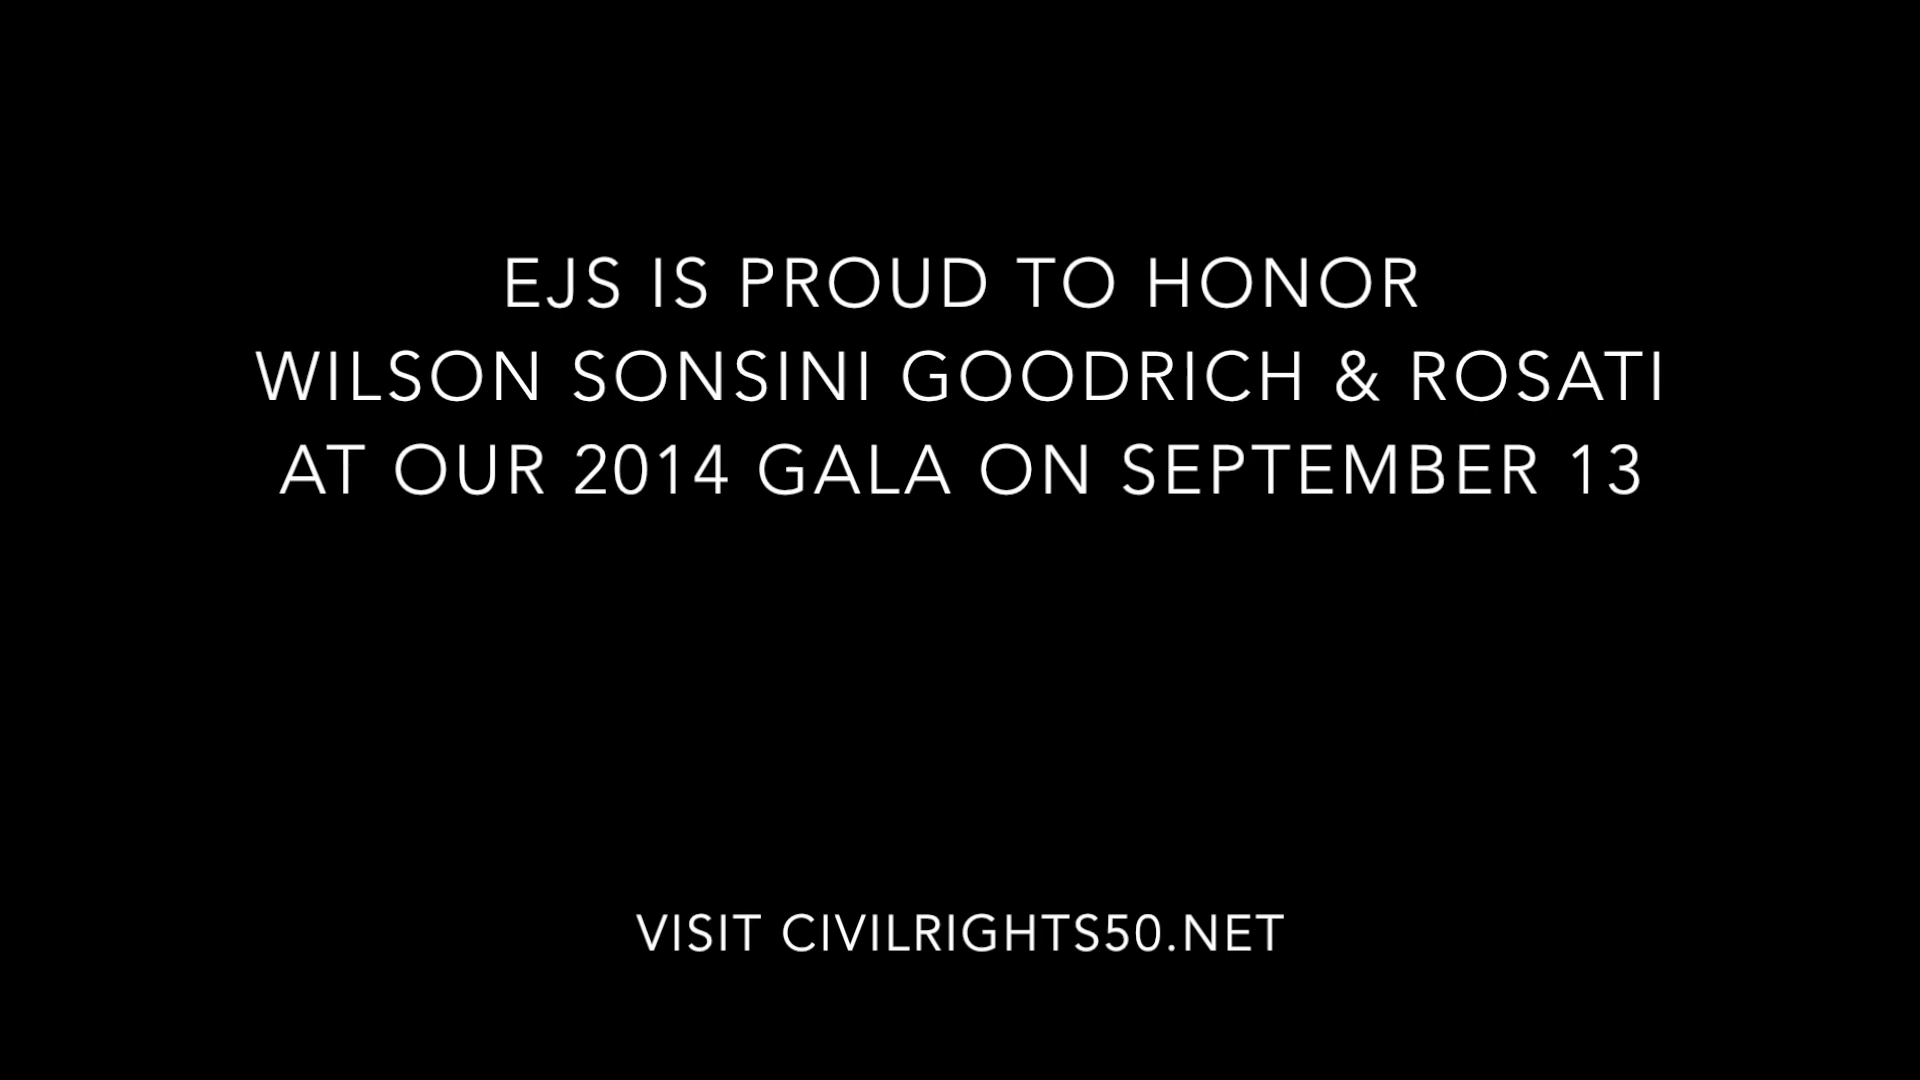 EJS IS PROUD TO HONOR
WILSON SONSINI GOODRICH & ROSATI
AT OUR 2014 GALA ON SEPTEMBER 13
VISIT CIVILRIGHTS50.NET